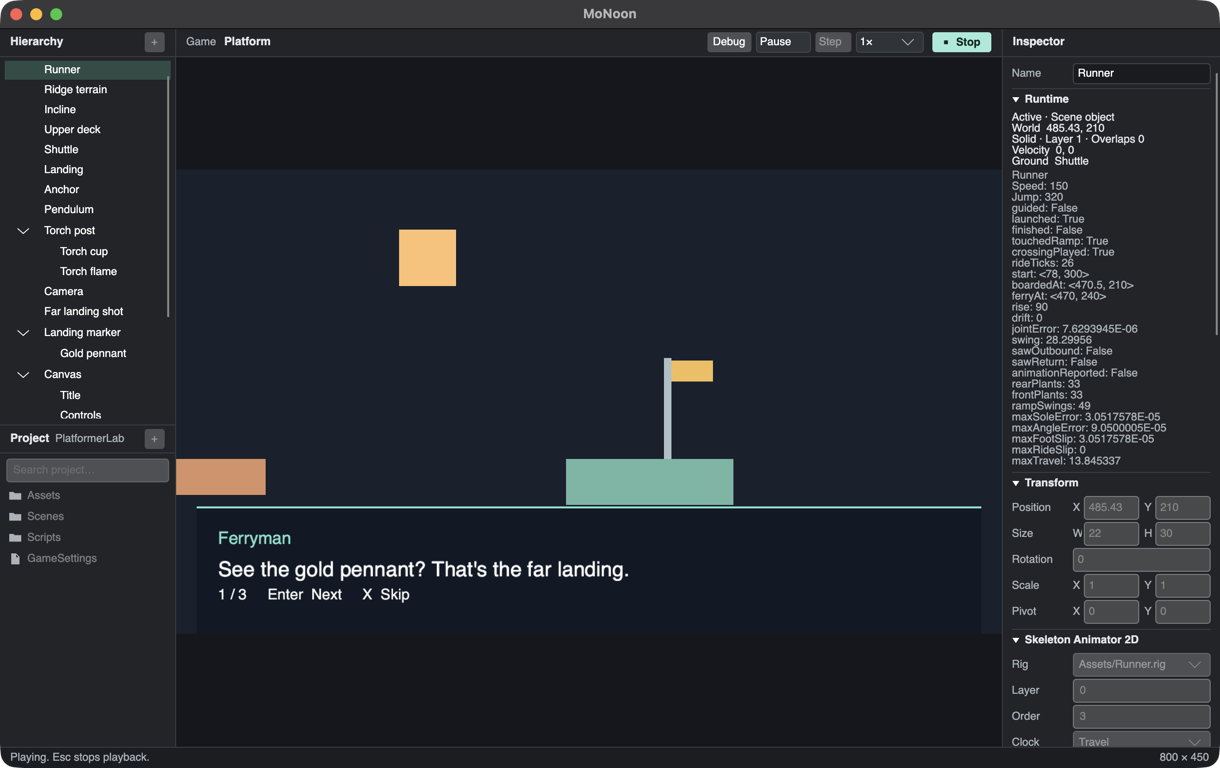 MoNoon
Hierarchy +
Game Platform
Debug Pause Step 1× Stop
Inspector
Runner
Ridge terrain
Incline
Upper deck
Shuttle
Landing
Anchor
Pendulum
Torch post
Torch cup
Torch flame
Camera
Far landing shot
Landing marker
Gold pennant
Canvas
Title
Controls
Project PlatformerLab +
Search project...
Assets
Scenes
Scripts
GameSettings
Ferryman
See the gold pennant? That's the far landing.
1 / 3 Enter Next X Skip
Name Runner
Runtime
Active · Scene object
World 485.43, 210
Solid · Layer 1 · Overlaps 0
Velocity 0, 0
Ground Shuttle
Runner
Speed: 150
Jump: 320
guided: False
launched: True
finished: False
touchedRamp: True
crossingPlayed: True
rideTicks: 26
start: <78, 300>
boardedAt: <470.5, 210>
ferryAt: <470, 240>
rise: 90
drift: 0
jointError: 7.6293945E-06
swing: 28.29956
sawOutbound: False
sawReturn: False
animationReported: False
rearPlants: 33
frontPlants: 33
rampSwings: 49
maxSoleError: 3.0517578E-05
maxAngleError: 9.0500005E-05
maxFootSlip: 3.0517578E-05
maxRideSlip: 0
maxTravel: 13.845337
Transform
Position X 485.43 Y 210
Size W 22 H 30
Rotation 0
Scale X 1 Y 1
Pivot X 0 Y 0
Skeleton Animator 2D
Rig Assets/Runner.rig
Layer 0
Order 3
Clock Travel
Playing. Esc stops playback.
800 × 450